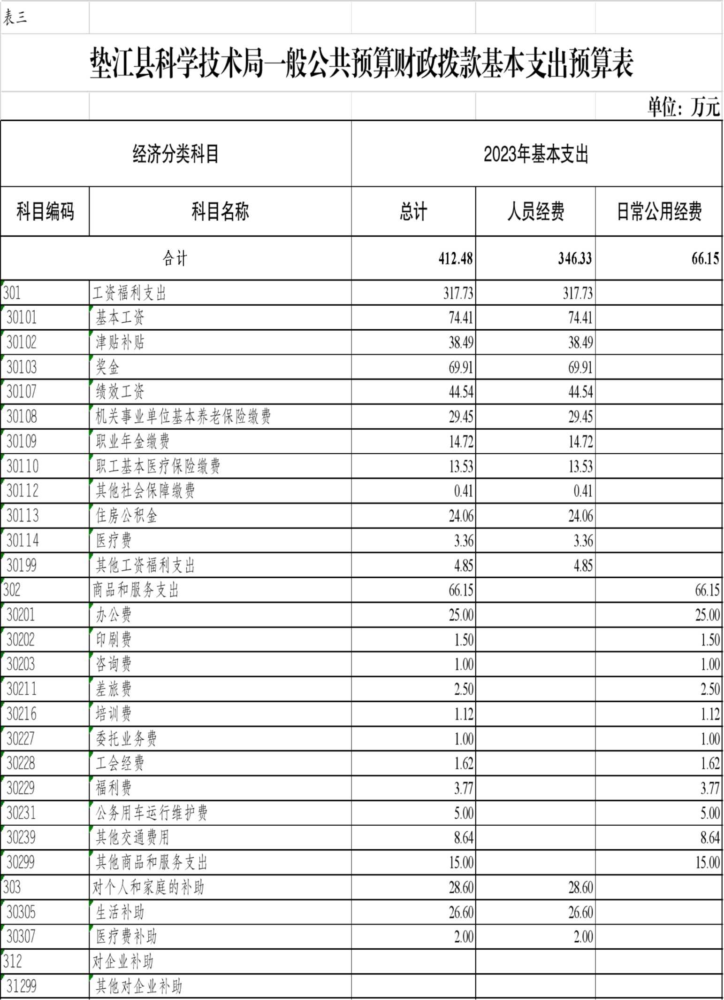 表三
垫江县科学技术局一般公共预算财政拨款基本支出预算表
单位：万元
经济分类科目 2023年基本支出
科目编码 科目名称 总计 人员经费 日常公用经费
合计 412.48 346.33 66.15
301 工资福利支出 317.73 317.73
30101 基本工资 74.41 74.41
30102 津贴补贴 38.49 38.49
30103 奖金 69.91 69.91
30107 绩效工资 44.54 44.54
30108 机关事业单位基本养老保险缴费 29.45 29.45
30109 职业年金缴费 14.72 14.72
30110 职工基本医疗保险缴费 13.53 13.53
30112 其他社会保障缴费 0.41 0.41
30113 住房公积金 24.06 24.06
30114 医疗费 3.36 3.36
30199 其他工资福利支出 4.85 4.85
302 商品和服务支出 66.15 66.15
30201 办公费 25.00 25.00
30202 印刷费 1.50 1.50
30203 咨询费 1.00 1.00
30211 差旅费 2.50 2.50
30216 培训费 1.12 1.12
30227 委托业务费 1.00 1.00
30228 工会经费 1.62 1.62
30229 福利费 3.77 3.77
30231 公务用车运行维护费 5.00 5.00
30239 其他交通费用 8.64 8.64
30299 其他商品和服务支出 15.00 15.00
303 对个人和家庭的补助 28.60 28.60
30305 生活补助 26.60 26.60
30307 医疗费补助 2.00 2.00
312 对企业补助
31299 其他对企业补助